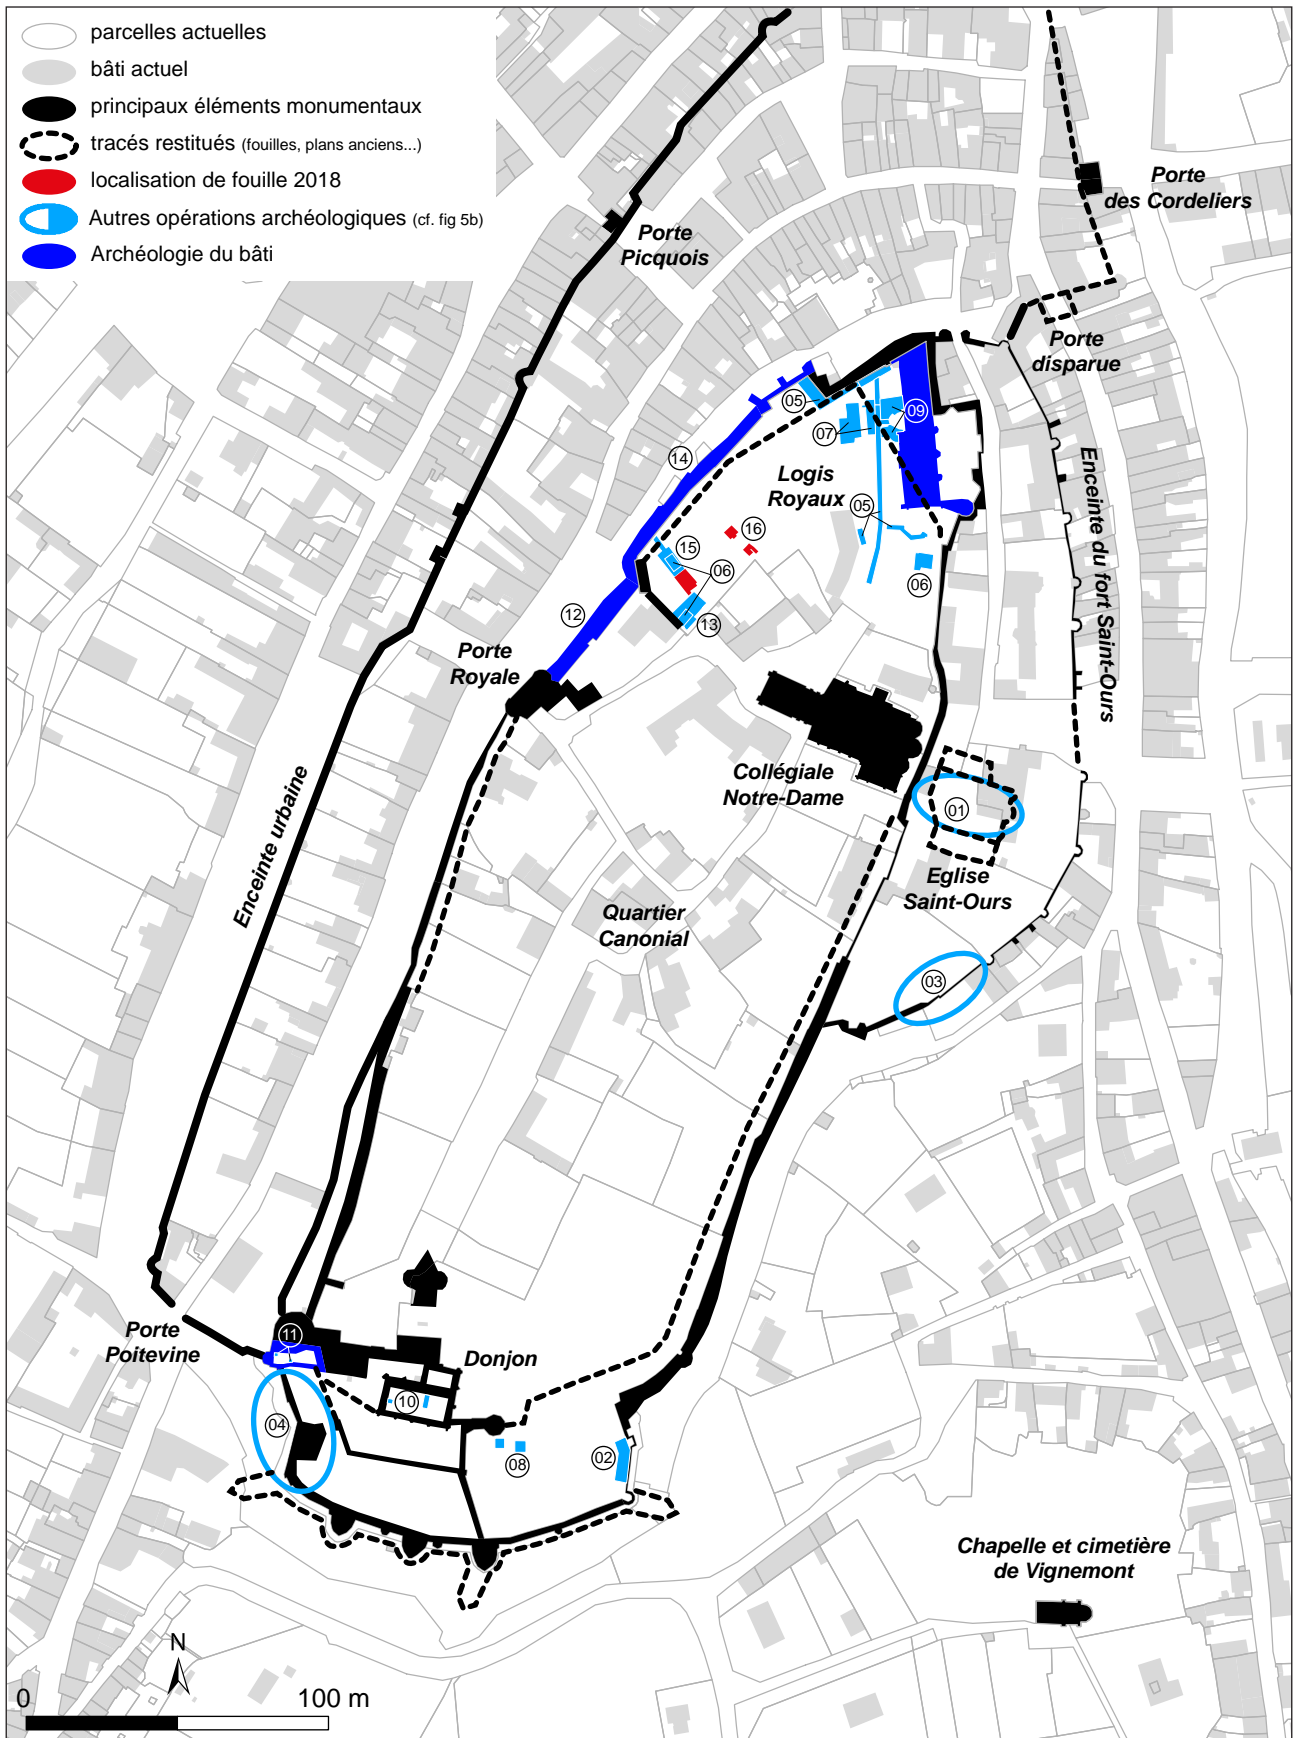 parcelles actuelles
bâti actuel
principaux éléments monumentaux
tracés restitués (fouilles, plans anciens...)
localisation de fouille 2018
Autres opérations archéologiques (cf. fig 5b)
Archéologie du bâti
Porte
des Cordeliers
Porte
Picquois
Porte
disparue
05
09
07
14
Logis
Royaux
Enceinte du fort Saint-Ours
05
16
15
06
06
12
13
Porte
Royale
Collégiale
Notre-Dame
Enceinte urbaine
01
Eglise
Saint-Ours
Quartier
Canonial
03
Porte
Poitevine
11
Donjon
10
04
08
02
Chapelle et cimetière
de Vignemont
N
0
100 m